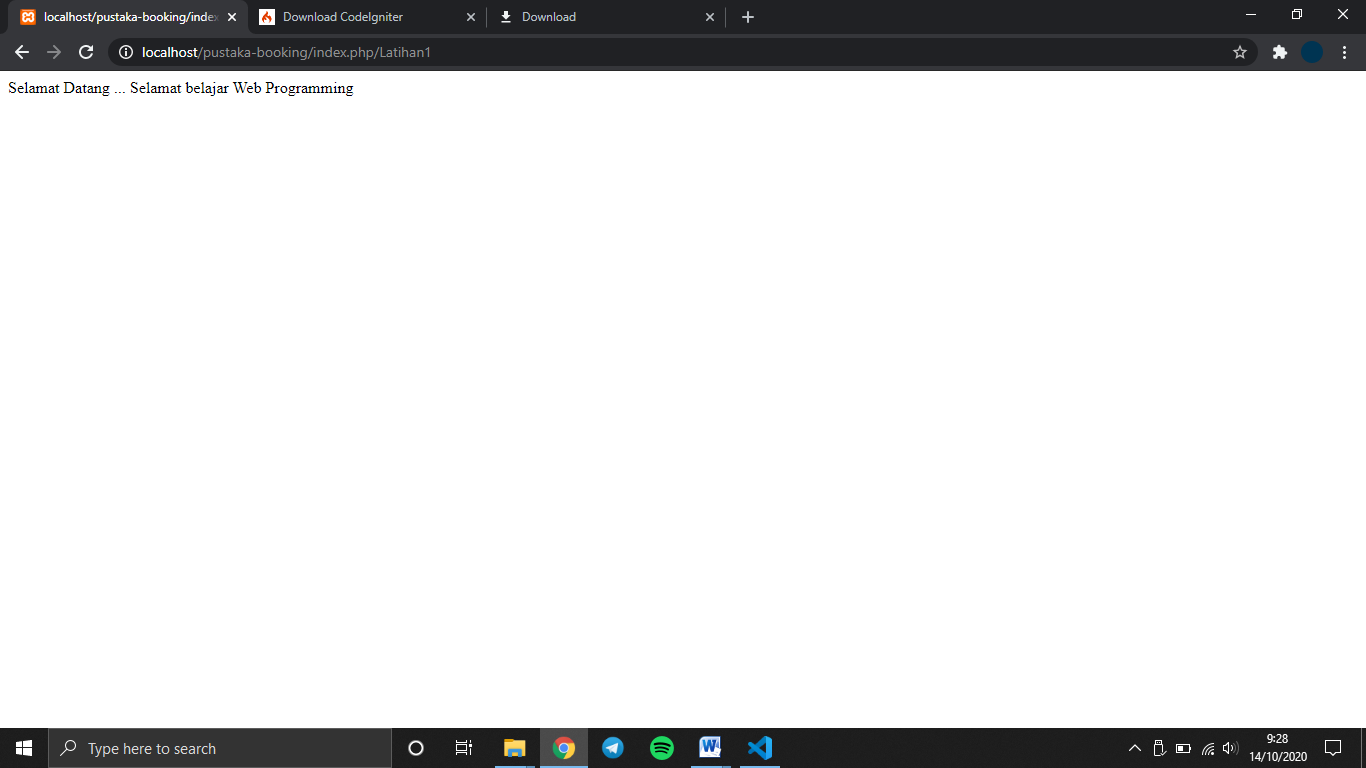 localhost/pustaka-booking/index
Download CodeIgniter
Download
localhost/pustaka-booking/index.php/Latihan1
Selamat Datang ... Selamat belajar Web Programming
Type here to search
9:28
14/10/2020